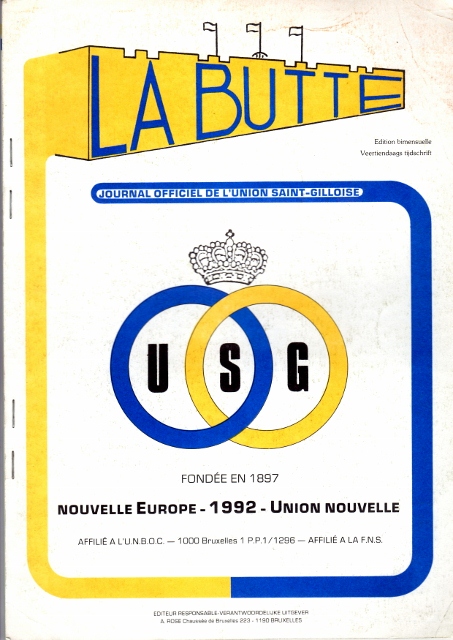 LA BUTTE
Edition bimensuelle
Veertiendaags tijdschrift
JOURNAL OFFICIEL DE L'UNION SAINT-GILLOISE
U S G
FONDÉE EN 1897
NOUVELLE EUROPE - 1992 - UNION NOUVELLE
AFFILIÉ A L'U.N.B.O.C. — 1000 Bruxelles 1 P.P.1/1296 — AFFILIÉ A LA F.N.S.
EDITEUR RESPONSABLE-VERANTWOORDELIJKE UITGEVER
A. ROSE Chaussée de Bruxelles 223 - 1190 BRUXELLES